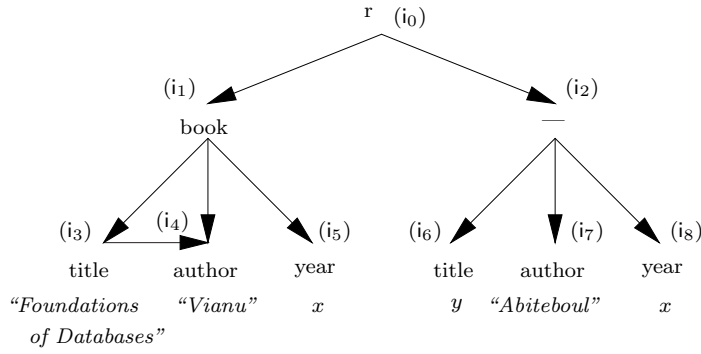 r (i₀)
(i₁) (i₂)
book —
(i₃) (i₄) (i₅) (i₆) (i₇) (i₈)
title author year title author year
“Foundations “Vianu” x y “Abiteboul” x
of Databases”